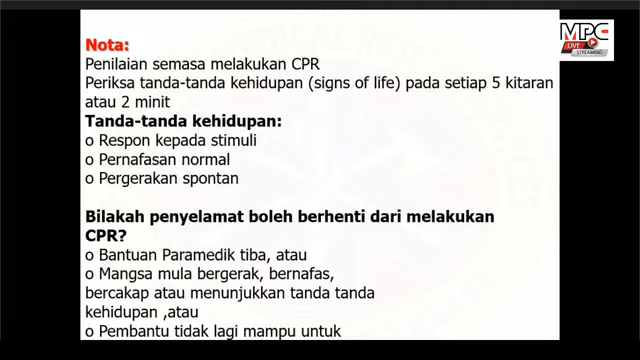 MPC
LIVE
STREAMING
Nota:
Penilaian semasa melakukan CPR
Periksa tanda-tanda kehidupan (signs of life) pada setiap 5 kitaran
atau 2 minit
Tanda-tanda kehidupan:
o Respon kepada stimuli
o Pernafasan normal
o Pergerakan spontan
Bilakah penyelamat boleh berhenti dari melakukan
CPR?
o Bantuan Paramedik tiba, atau
o Mangsa mula bergerak, bernafas,
bercakap atau menunjukkan tanda tanda
kehidupan ,atau
o Pembantu tidak lagi mampu untuk